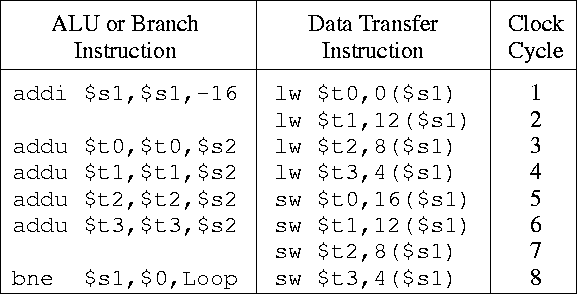 ALU or Branch Instruction Data Transfer Instruction Clock Cycle
addi $s1,$s1,-16 lw $t0,0($s1) 1
lw $t1,12($s1) 2
addu $t0,$t0,$s2 lw $t2,8($s1) 3
addu $t1,$t1,$s2 lw $t3,4($s1) 4
addu $t2,$t2,$s2 sw $t0,16($s1) 5
addu $t3,$t3,$s2 sw $t1,12($s1) 6
sw $t2,8($s1) 7
bne $s1,$0,Loop sw $t3,4($s1) 8